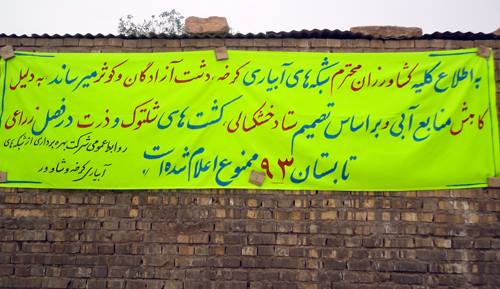 به اطلاع کلیه کشاورزان محترم شبکه های آبیاری کرخه، دشت آزادگان و کوثر میرساند، به دلیل
کاهش منابع آبی و بر اساس تصمیم ستاد خشکسالی، کشت های شلتوک و ذرت در فصل زراعی
تابستان ۹۳ ممنوع اعلام شده است
روابط عمومی شرکت بهره برداری از شبکه های
آبیاری کرخه و شاوور